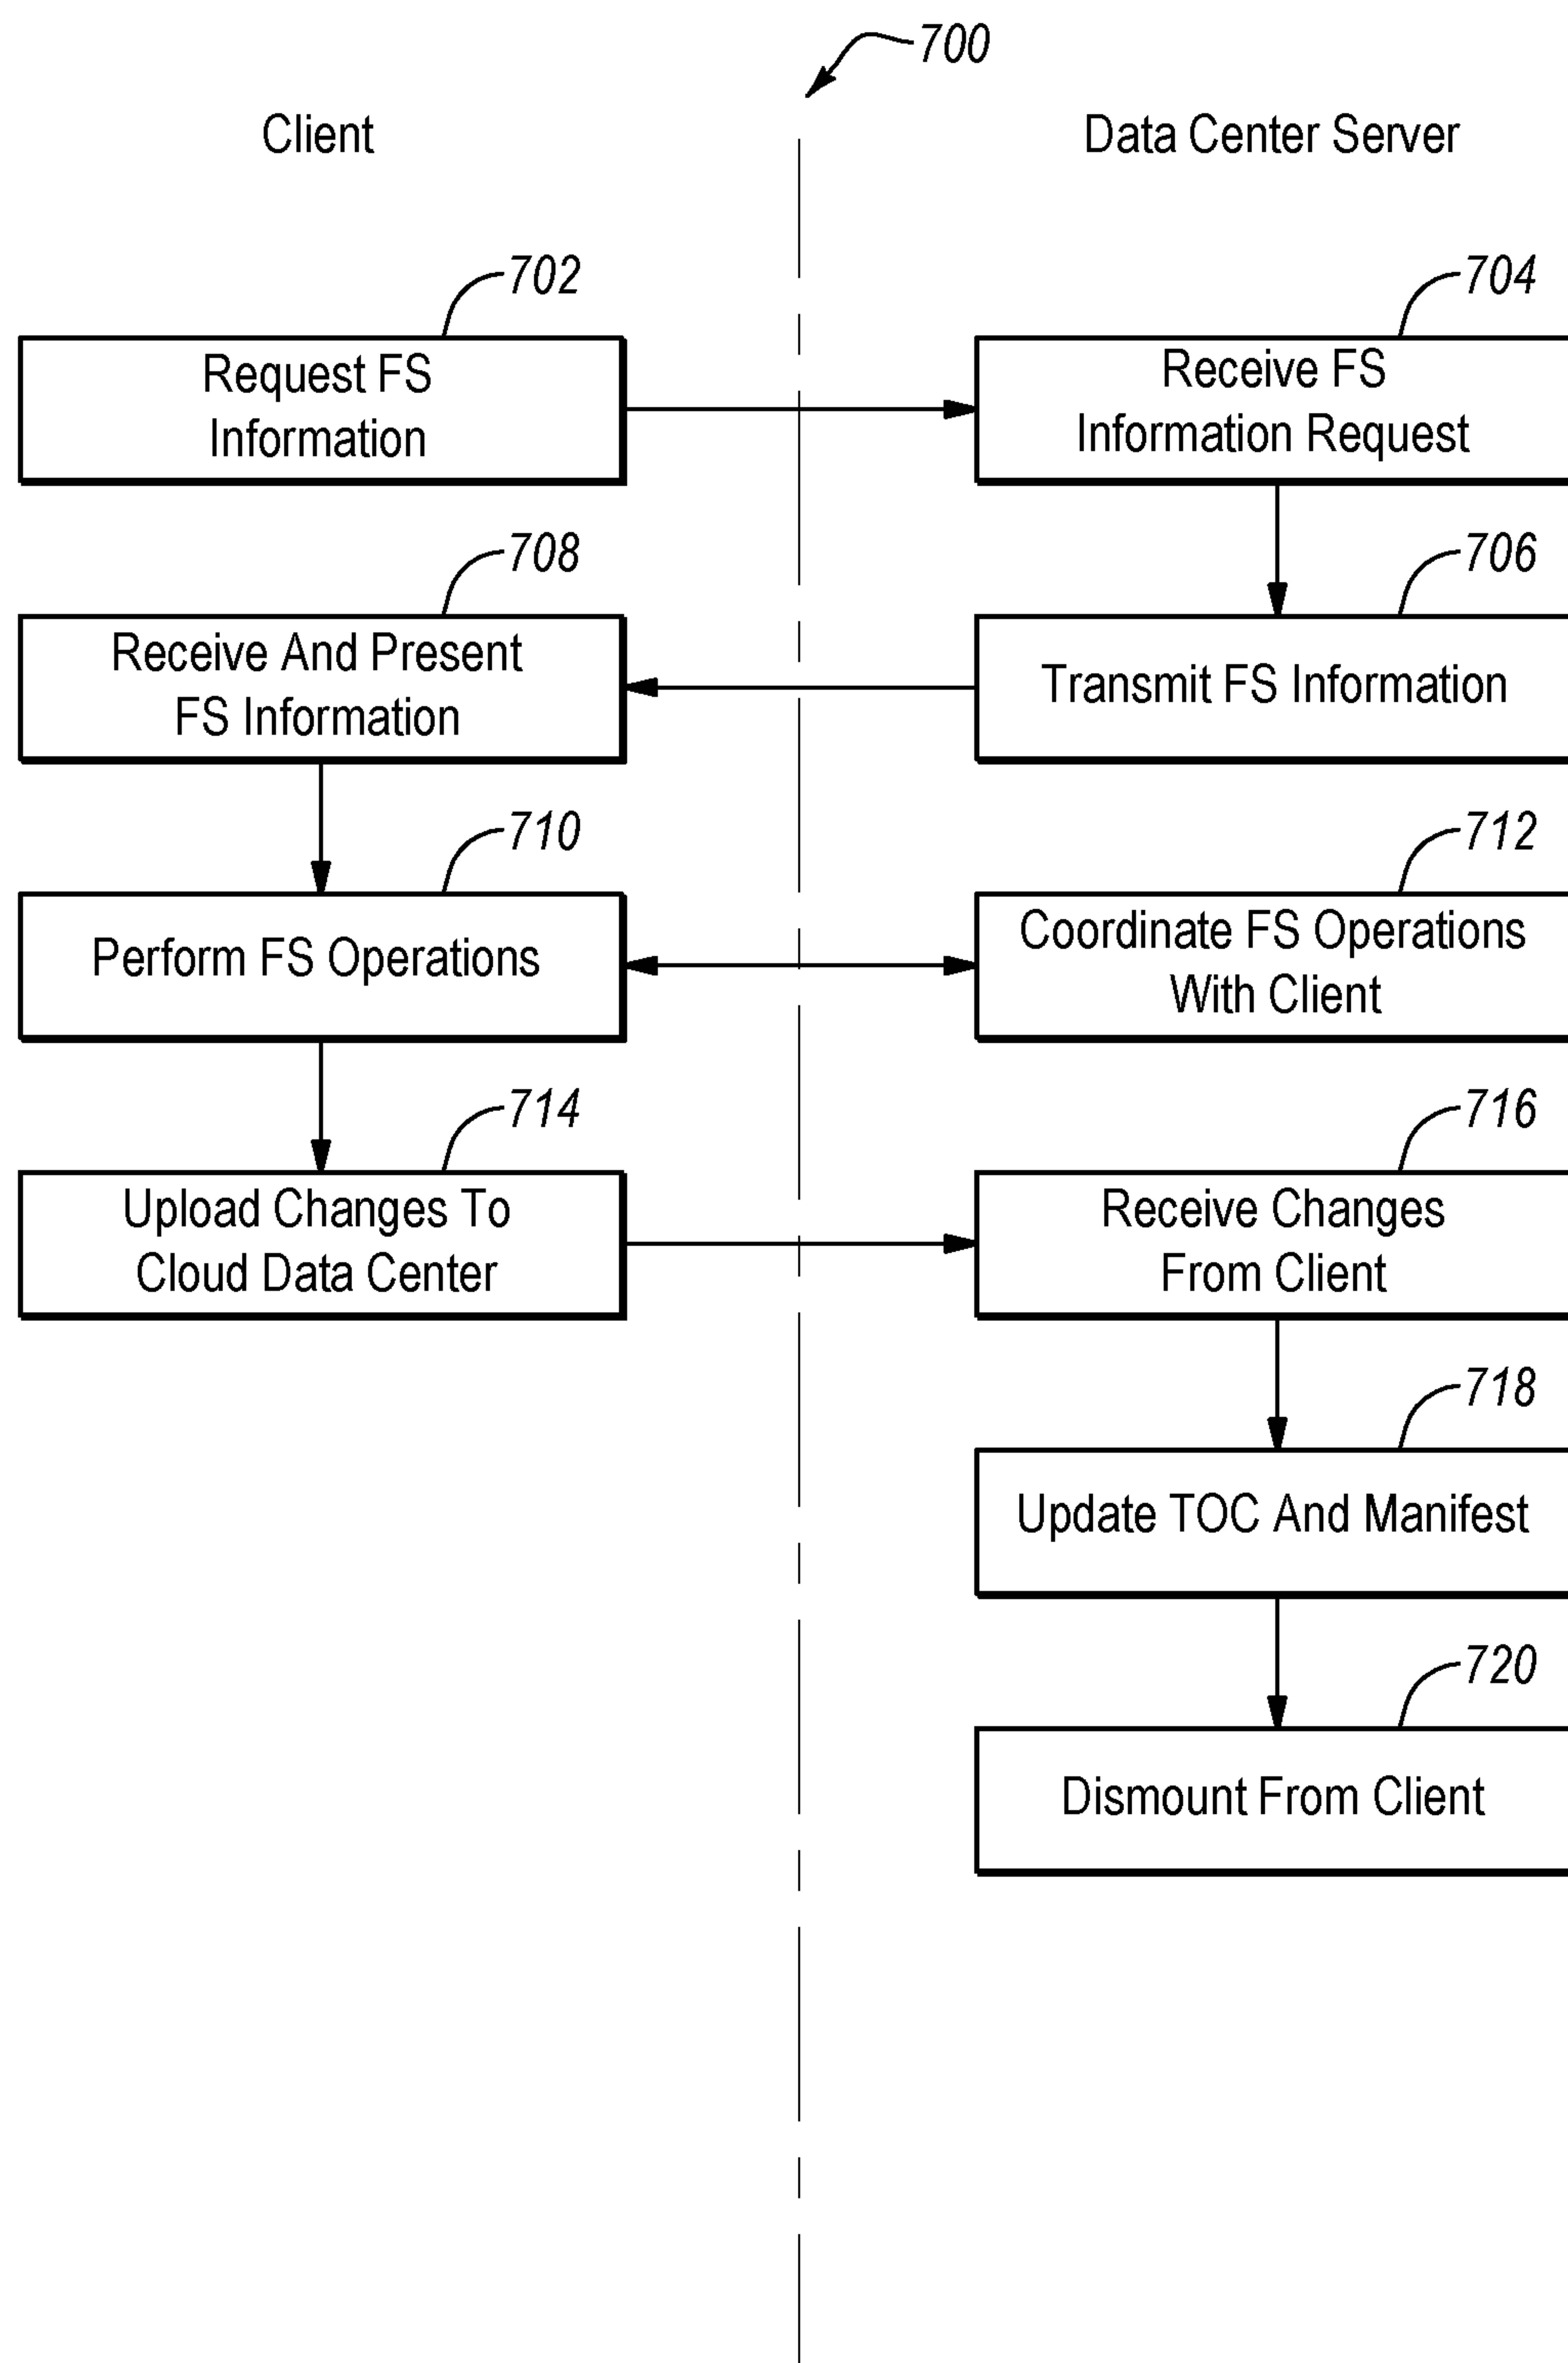 700
Client
Data Center Server
702
Request FS
Information
704
Receive FS
Information Request
708
Receive And Present
FS Information
706
Transmit FS Information
710
Perform FS Operations
712
Coordinate FS Operations
With Client
714
Upload Changes To
Cloud Data Center
716
Receive Changes
From Client
718
Update TOC And Manifest
720
Dismount From Client